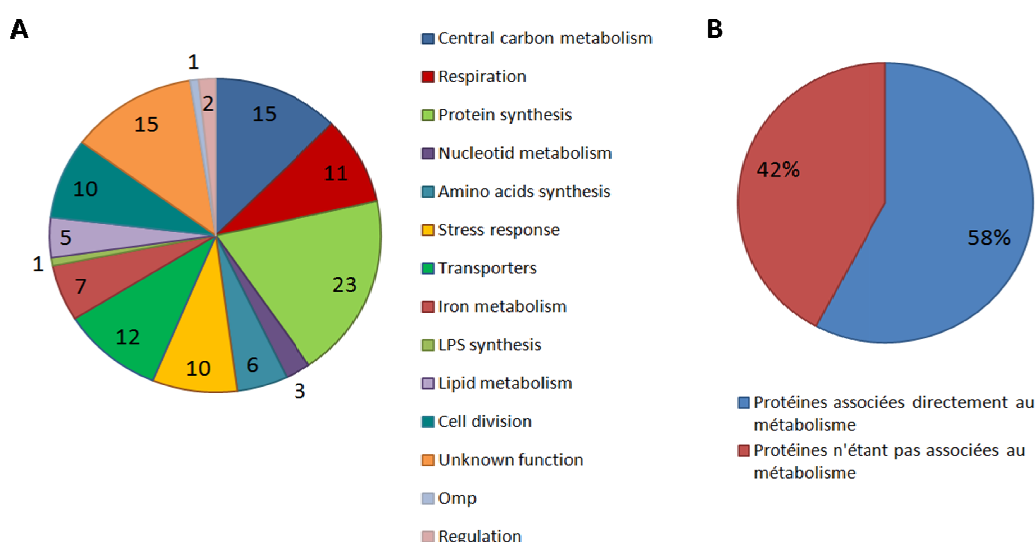 A
1
2
15
11
23
3
6
10
12
7
1
5
10
15
Central carbon metabolism
Respiration
Protein synthesis
Nucleotid metabolism
Amino acids synthesis
Stress response
Transporters
Iron metabolism
LPS synthesis
Lipid metabolism
Cell division
Unknown function
Omp
Regulation
B
42%
58%
Protéines associées directement au
métabolisme
Protéines n'étant pas associées au
métabolisme